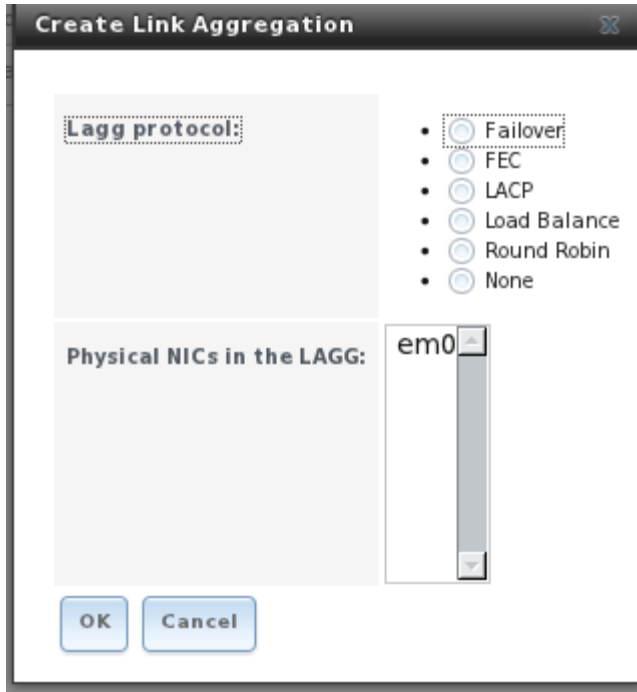 Create Link Aggregation
Lagg protocol:
Failover
FEC
LACP
Load Balance
Round Robin
None
Physical NICs in the LAGG:
em0
OK
Cancel